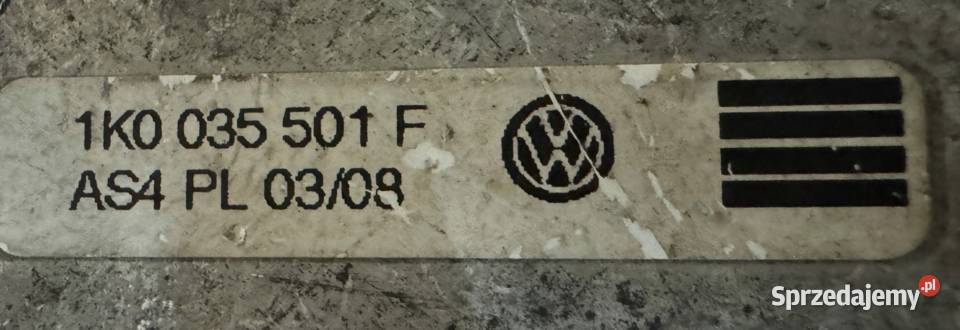 1K0 035 501 F
AS4 PL 03/08
Sprzedajemy.pl